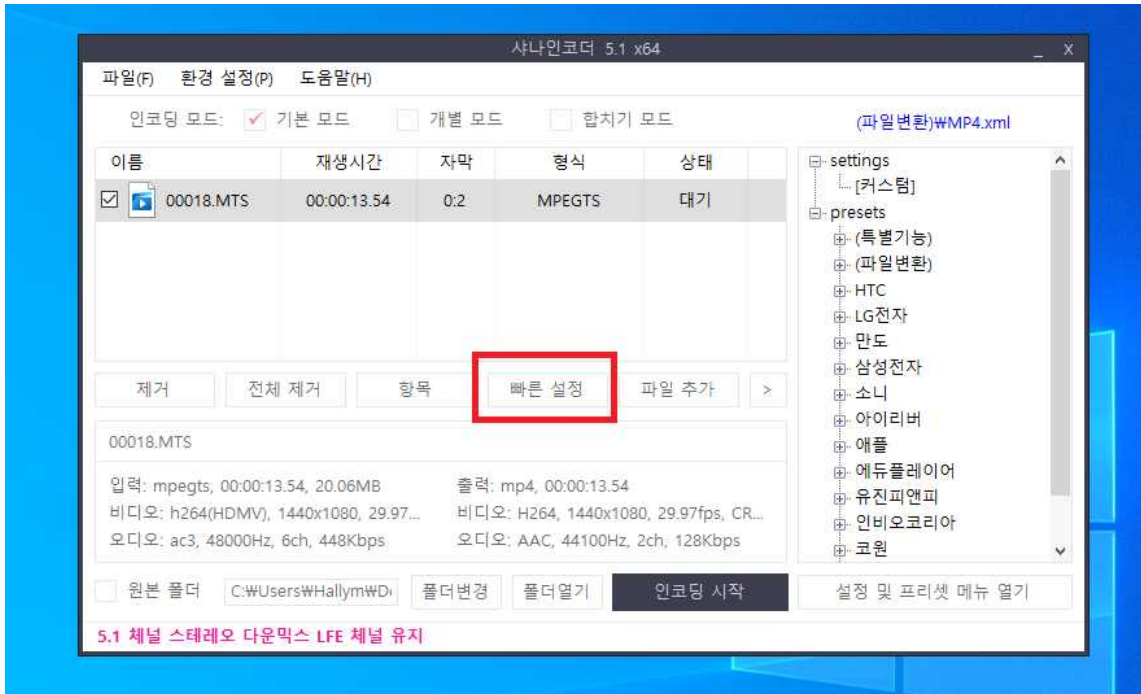 샤나인코더 5.1 x64 _ X
파일(F) 환경 설정(P) 도움말(H)
인코딩 모드: 기본 모드 개별 모드 합치기 모드 (파일변환)₩MP4.xml
이름 재생시간 자막 형식 상태
00018.MTS 00:00:13.54 0:2 MPEGTS 대기
제거 전체 제거 항목 빠른 설정 파일 추가 >
00018.MTS
입력: mpegts, 00:00:13.54, 20.06MB 출력: mp4, 00:00:13.54
비디오: h264(HDMV), 1440x1080, 29.97... 비디오: H264, 1440x1080, 29.97fps, CR...
오디오: ac3, 48000Hz, 6ch, 448Kbps 오디오: AAC, 44100Hz, 2ch, 128Kbps
settings
[커스텀]
presets
(특별기능)
(파일변환)
HTC
LG전자
만도
삼성전자
소니
아이리버
애플
에듀플레이어
유진피앤피
인비오코리아
코원
원본 폴더 C:₩Users₩Hallym₩D 폴더변경 폴더열기 인코딩 시작 설정 및 프리셋 메뉴 열기
5.1 채널 스테레오 다운믹스 LFE 채널 유지